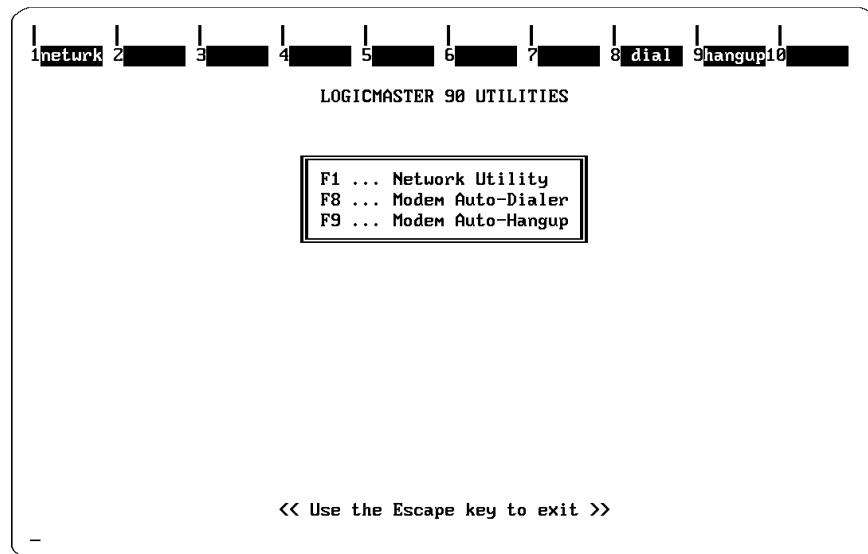 1netwrk 2 3 4 5 6 7 8 dial 9hangup10
LOGICMASTER 90 UTILITIES
F1 ... Network Utility
F8 ... Modem Auto-Dialer
F9 ... Modem Auto-Hangup
<< Use the Escape key to exit >>